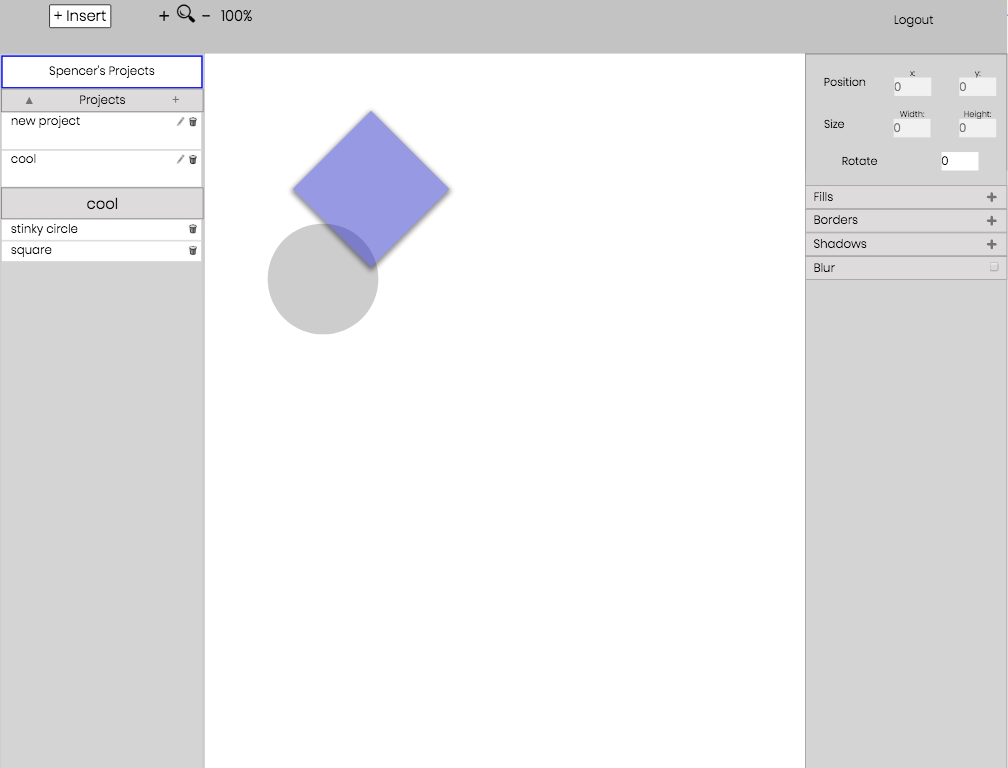 + Insert
+ − 100%
Logout
Spencer's Projects
▲ Projects +
new project
cool
cool
stinky circle
square
x: y:
Position 0 0
Width: Height:
Size 0 0
Rotate 0
Fills +
Borders +
Shadows +
Blur